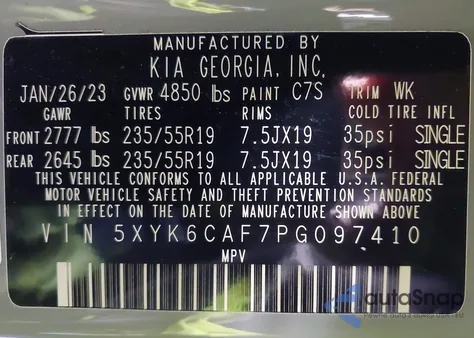 MANUFACTURED BY
KIA GEORGIA, INC.
JAN/26/23 GVWR 4850 lbs PAINT C7S TRIM WK
GAWR TIRES RIMS COLD TIRE INFL
FRONT 2777 lbs 235/55R19 7.5JX19 35psi SINGLE
REAR 2645 lbs 235/55R19 7.5JX19 35psi SINGLE
THIS VEHICLE CONFORMS TO ALL APPLICABLE U.S.A. FEDERAL
MOTOR VEHICLE SAFETY AND THEFT PREVENTION STANDARDS
IN EFFECT ON THE DATE OF MANUFACTURE SHOWN ABOVE
VIN 5XYK6CAF7PG097410
MPV
autoSnap